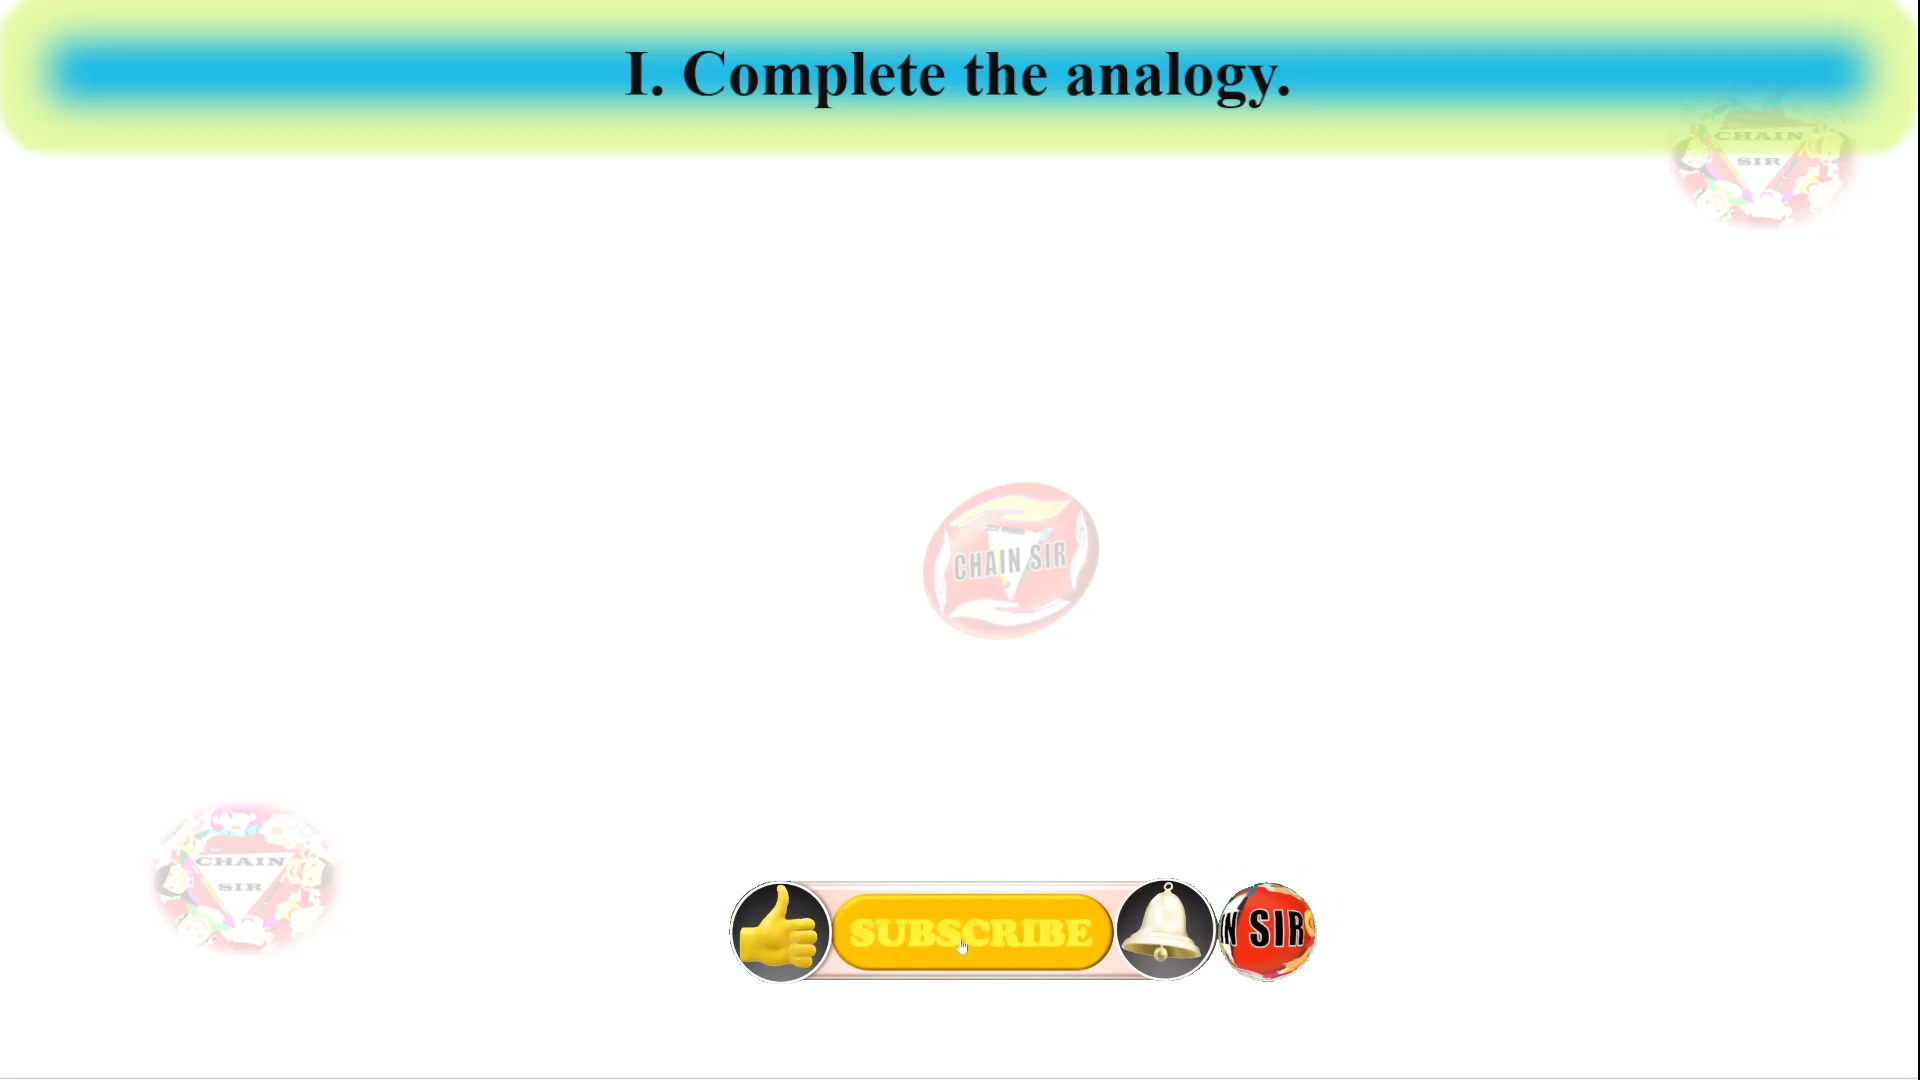 I. Complete the analogy.
CHAIN
SIR
CHAIN SIR
CHAIN
SIR
SUBSCRIBE
N SIR